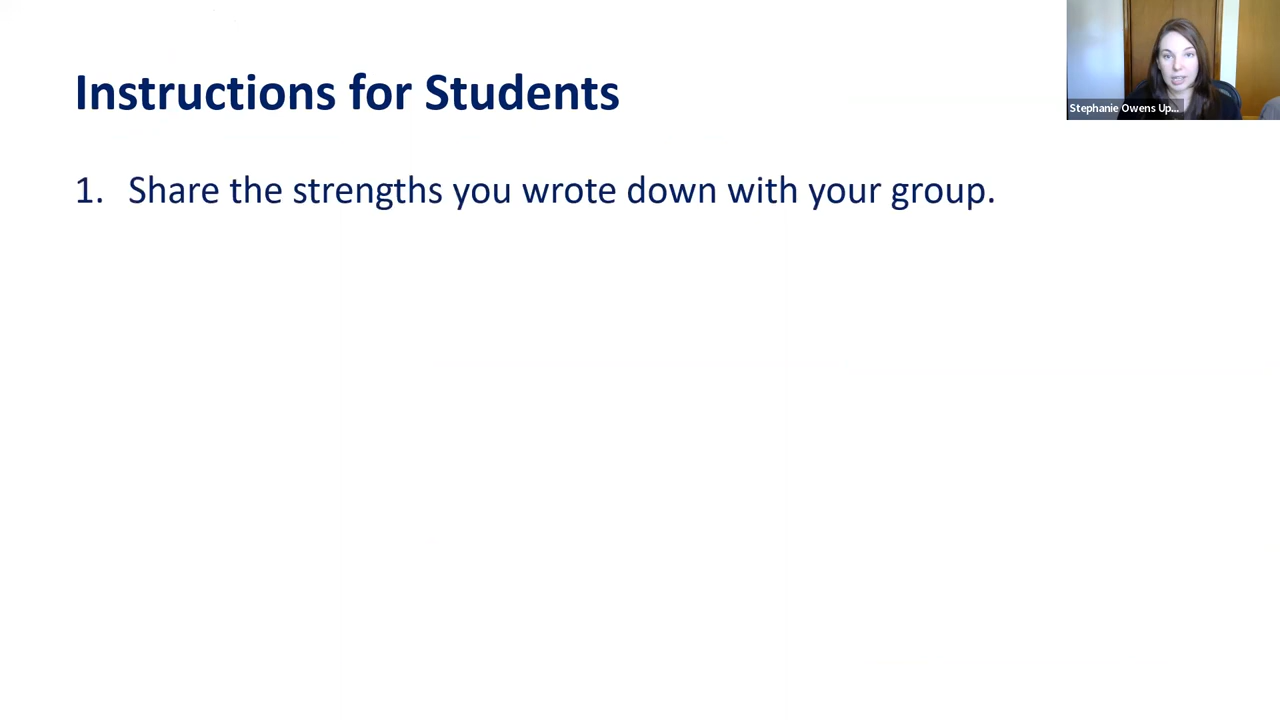 Instructions for Students
Stephanie Owens Up...
1. Share the strengths you wrote down with your group.